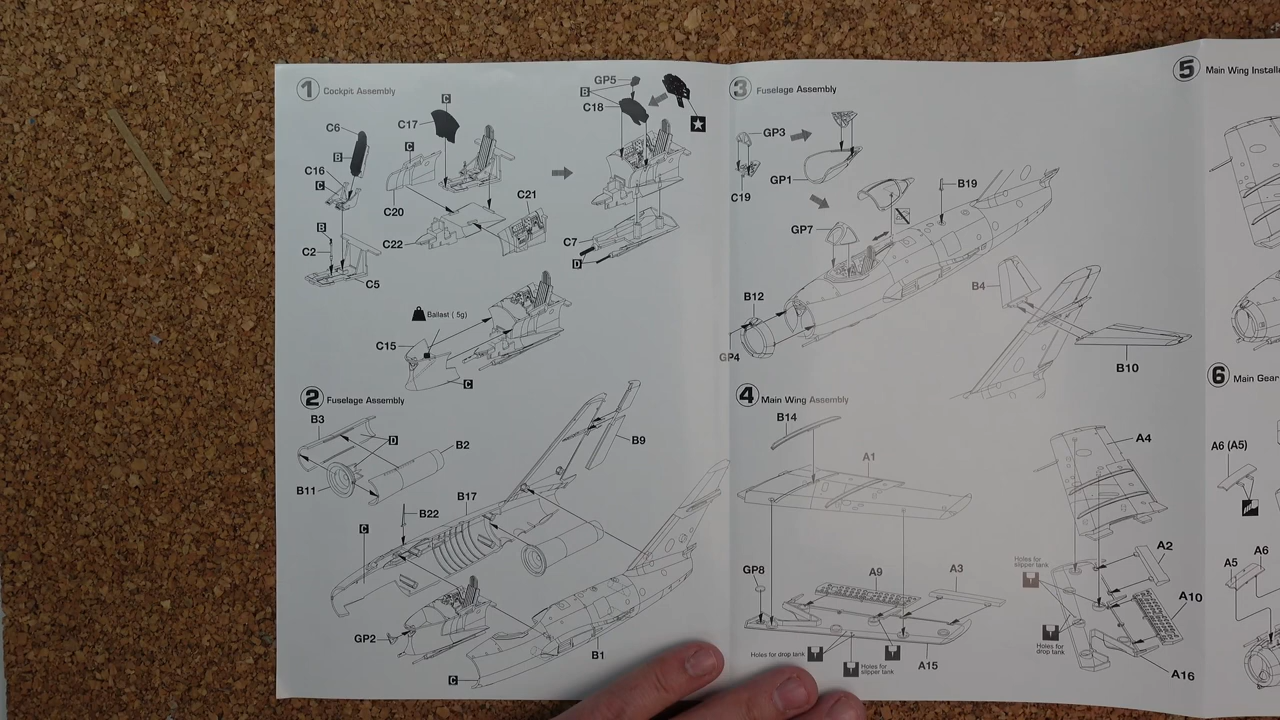 1 Cockpit Assembly
C
C17
C6
B
C16
C
C
C20
C21
B
C2
C22
C5
GP5
B
C18
C7
D
Ballast ( 5g)
C15
C
2 Fuselage Assembly
B3
D
B2
B11
B9
B17
B22
C
GP2
B1
C
3 Fuselage Assembly
GP3
GP1
C19
B19
GP7
B12
GP4
B4
B10
4 Main Wing Assembly
B14
A1
A4
GP8
A9
A3
Holes for drop tank
Holes for
slipper tank
A15
Holes for
slipper tank
A2
A10
Holes for
drop tank
A16
5 Main Wing Installe
6 Main Gear
A6 (A5)
A6
A5